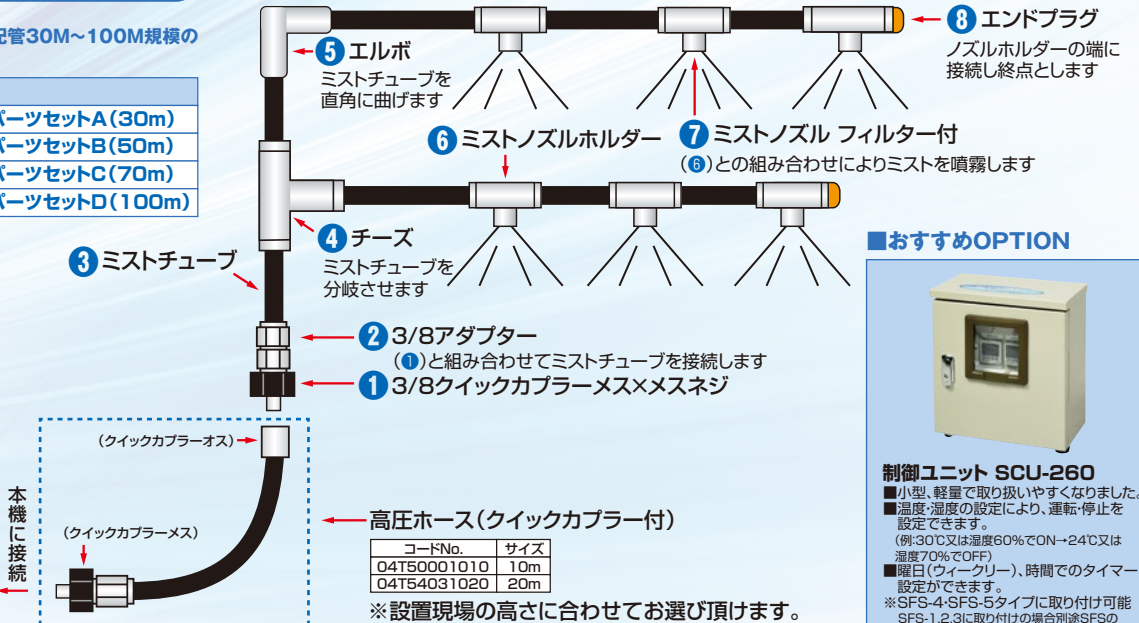 配管30M～100M規模の
パーツセットA（30m）
パーツセットB（50m）
パーツセットC（70m）
パーツセットD（100m）
⑤エルボ
ミストチューブを
直角に曲げます
⑧エンドプラグ
ノズルホルダーの端に
接続し終点とします
⑥ミストノズルホルダー
⑦ミストノズル フィルター付
（⑥）との組み合わせによりミストを噴霧します
④チーズ
ミストチューブを
分岐させます
③ミストチューブ
②3/8アダプター
（①）と組み合わせてミストチューブを接続します
①3/8クイックカプラーメス×メスネジ
（クイックカプラーオス）
（クイックカプラーメス）
本機に接続
高圧ホース（クイックカプラー付）
コードNo. サイズ
04T50001010 10m
04T54031020 20m
※設置現場の高さに合わせてお選び頂けます。
■おすすめOPTION
制御ユニット SCU-260
■小型、軽量で取り扱いやすくなりました。
■温度・湿度の設定により、運転・停止を
設定できます。
（例:30℃又は湿度60％でON→24℃又は
湿度70％でOFF）
■曜日（ウィークリー）、時間でのタイマー
設定ができます。
※SFS-4・SFS-5タイプに取り付け可能
SFS-1,2,3に取り付けの場合別途SFSの